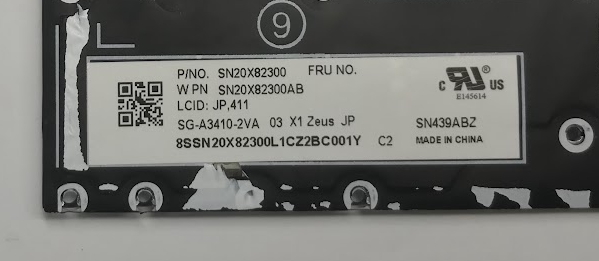 9
P/NO. SN20X82300 FRU NO.
W PN SN20X82300AB
LCID: JP,411
SG-A3410-2VA 03 X1 Zeus JP
8SSN20X82300L1CZ2BC001Y C2
c RU® US
E145614
SN439ABZ
MADE IN CHINA